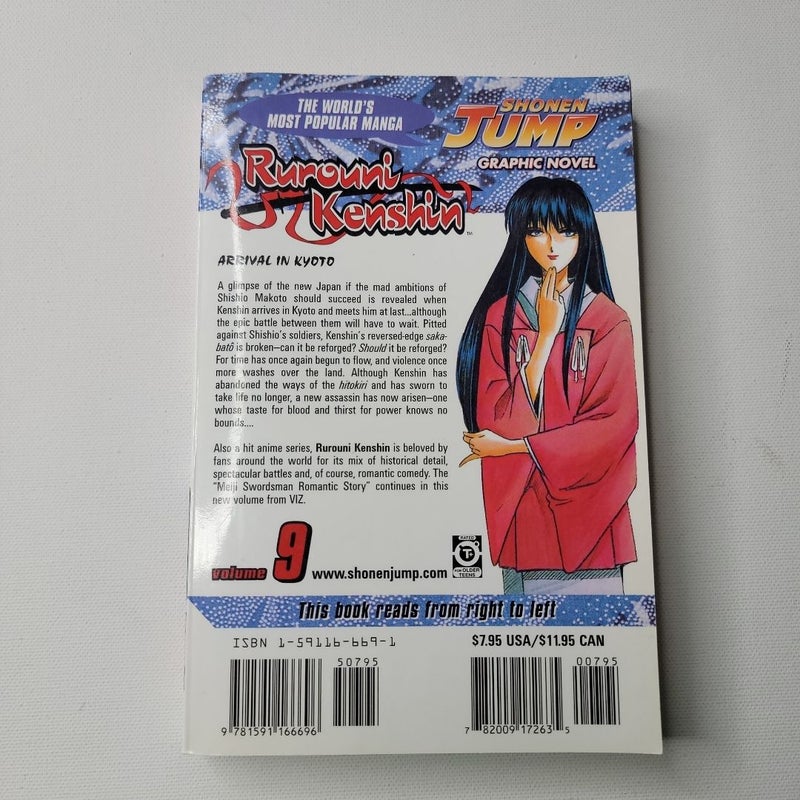 THE WORLD'S
MOST POPULAR MANGA
SHONEN
JUMP
GRAPHIC NOVEL
Rurouni
Kenshin™
ARRIVAL IN KYOTO
A glimpse of the new Japan if the mad ambitions of
Shishio Makoto should succeed is revealed when
Kenshin arrives in Kyoto and meets him at last...although
the epic battle between them will have to wait. Pitted
against Shishio's soldiers, Kenshin's reversed-edge saka-
batō is broken–can it be reforged? Should it be reforged?
For time has once again begun to flow, and violence once
more washes over the land. Although Kenshin has
abandoned the ways of the hitokiri and has sworn to
take life no longer, a new assassin has now arisen–one
whose taste for blood and thirst for power knows no
bounds....
Also a hit anime series, Rurouni Kenshin is beloved by
fans around the world for its mix of historical detail,
spectacular battles and, of course, romantic comedy. The
"Meiji Swordsman Romantic Story" continues in this
new volume from VIZ.
volume 9
www.shonenjump.com
RATED
T+
FOR OLDER
TEENS
This book reads from right to left
ISBN 1-59116-669-1
$7.95 USA/$11.95 CAN
50795
9 781591 166696
00795
7 82009 17263 5